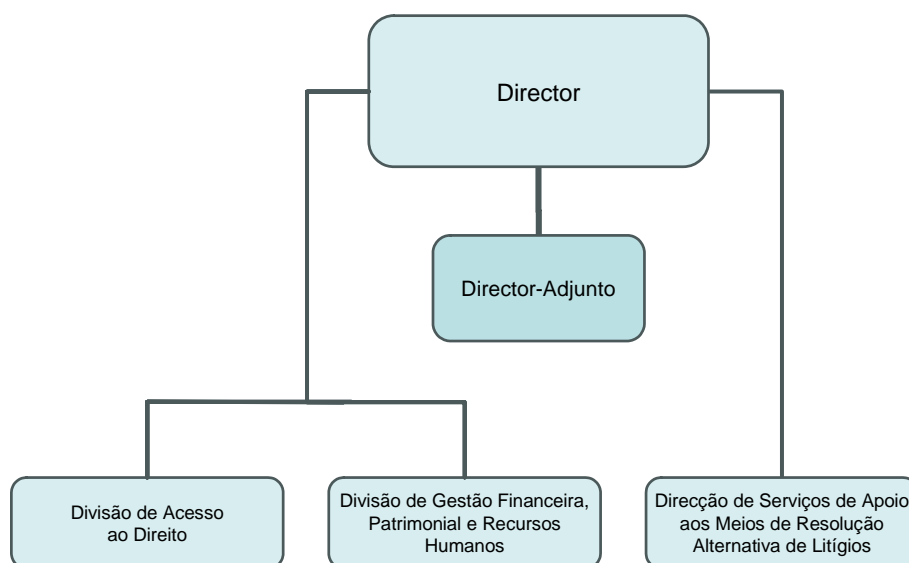 Director
Director-Adjunto
Divisão de Acesso
ao Direito
Divisão de Gestão Financeira,
Patrimonial e Recursos
Humanos
Direcção de Serviços de Apoio
aos Meios de Resolução
Alternativa de Litígios